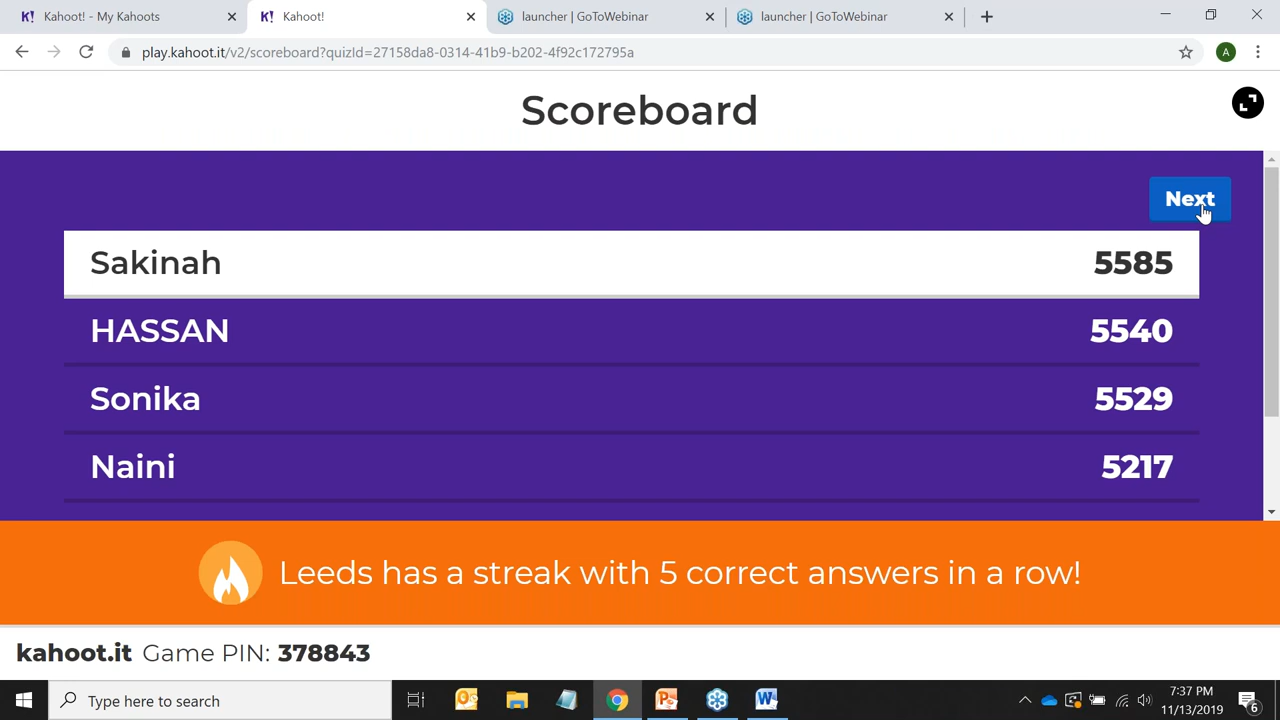 K! Kahoot! - My Kahoots
K! Kahoot!
launcher | GoToWebinar
launcher | GoToWebinar
play.kahoot.it/v2/scoreboard?quizId=27158da8-0314-41b9-b202-4f92c172795a
A
Scoreboard
Next
Sakinah 5585
HASSAN 5540
Sonika 5529
Naini 5217
Leeds has a streak with 5 correct answers in a row!
kahoot.it Game PIN: 378843
Type here to search
7:37 PM
11/13/2019
6